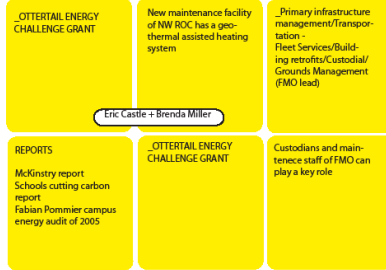 _OTTERTAIL ENERGY
CHALLENGE GRANT
New maintenance facility
of NW ROC has a geo-
thermal assisted heating
system
_Primary infrastructure
management/Transpor-
tation -
Fleet Services/Build-
ing retrofits/Custodial/
Grounds Management
(FMO lead)
Eric Castle + Brenda Miller
REPORTS
McKinstry report
Schools cutting carbon
report
Fabian Pommier campus
energy audit of 2005
_OTTERTAIL ENERGY
CHALLENGE GRANT
Custodians and main-
tenece staff of FMO can
play a key role